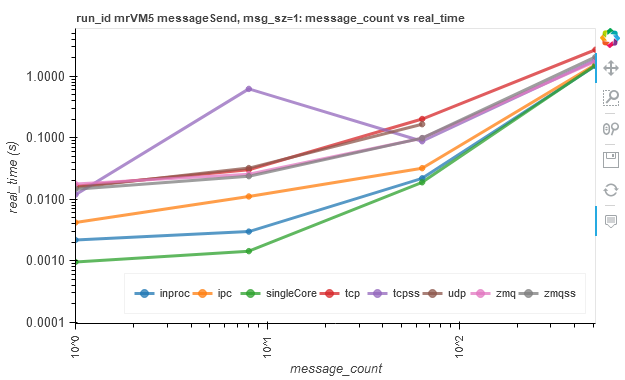 run_id mrVM5 messageSend, msg_sz=1: message_count vs real_time
1.0000
0.1000
0.0100
0.0010
0.0001
real_time (s)
inproc ipc singleCore tcp tcpss udp zmq zmqss
10^0 10^1 10^2
message_count